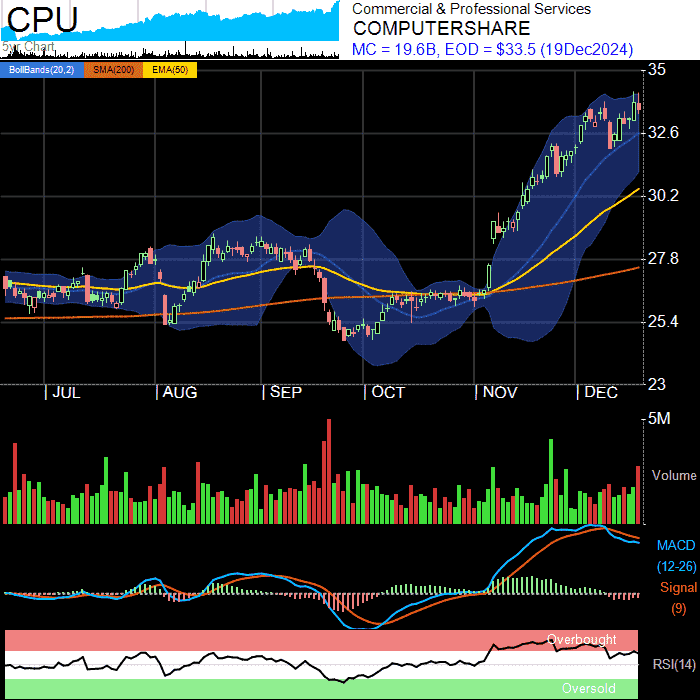 CPU
5yr Chart
Commercial & Professional Services
COMPUTERSHARE
MC = 19.6B, EOD = $33.5 (19Dec2024)
BollBands(20,2) SMA(200) EMA(50)
35
32.6
30.2
27.8
25.4
23
JUL AUG SEP OCT NOV DEC
5M
Volume
MACD
(12-26)
Signal
(9)
Overbought
RSI(14)
Oversold